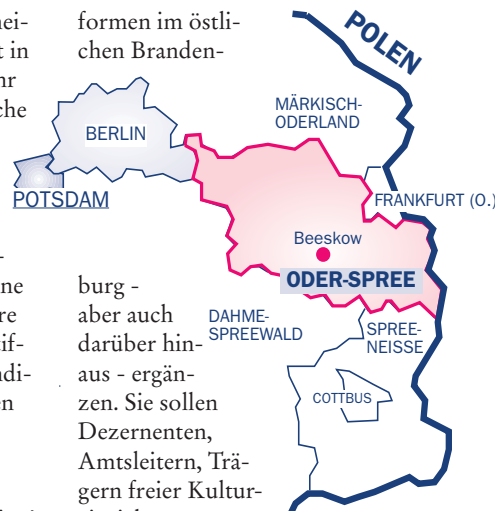 formen im östli-
chen Branden-
burg -
aber auch
darüber hin-
aus - ergän-
zen. Sie sollen
Dezernenten,
Amtsleitern, Trä-
gern freier Kultur-
POLEN
MÄRKISCH-
ODERLAND
BERLIN
POTSDAM
FRANKFURT (O.)
Beeskow
ODER-SPREE
DAHME-
SPREEWALD
SPREE-
NEISSE
COTTBUS